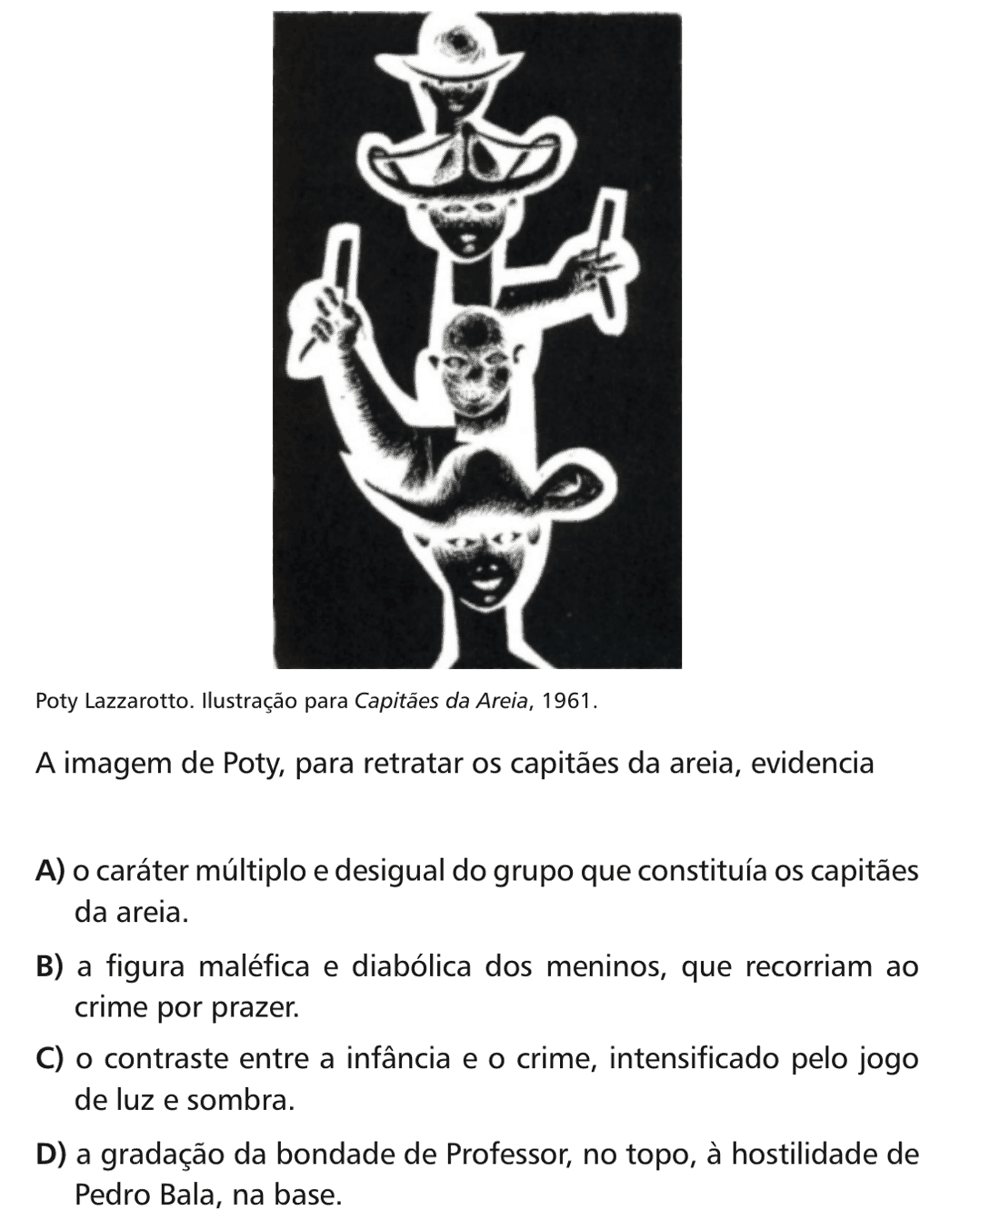 Poty Lazzarotto. Ilustração para Capitães da Areia, 1961.
A imagem de Poty, para retratar os capitães da areia, evidencia
A) o caráter múltiplo e desigual do grupo que constituía os capitães
da areia.
B) a figura maléfica e diabólica dos meninos, que recorriam ao
crime por prazer.
C) o contraste entre a infância e o crime, intensificado pelo jogo
de luz e sombra.
D) a gradação da bondade de Professor, no topo, à hostilidade de
Pedro Bala, na base.